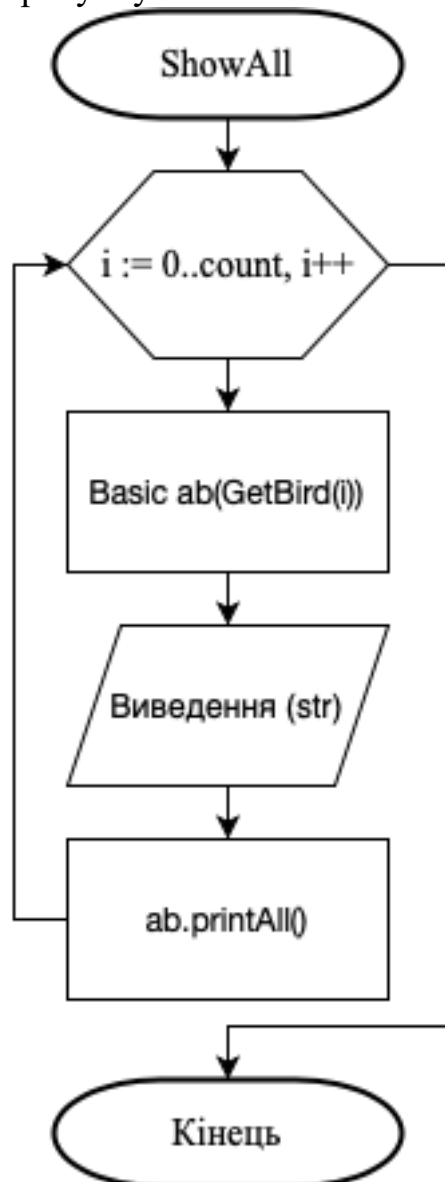 ShowAll
i := 0..count, i++
Basic ab(GetBird(i))
Виведення (str)
ab.printAll()
Кінець